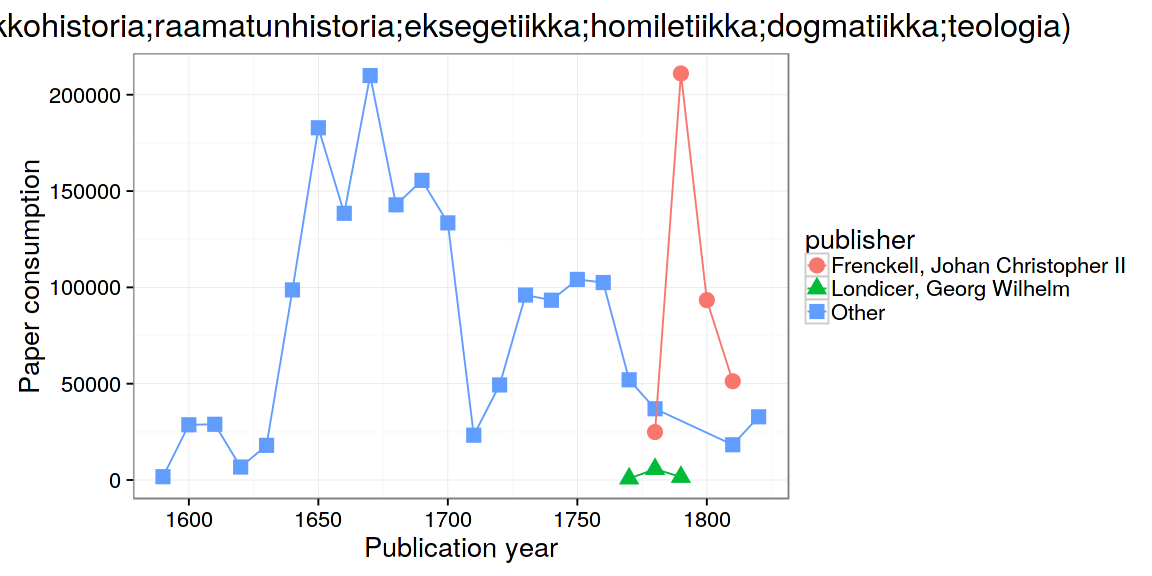 kkohistoria;raamatunhistoria;eksegetiikka;homiletiikka;dogmatiikka;teologia)
200000
150000
100000
50000
0
Paper consumption
1600 1650 1700 1750 1800
Publication year
publisher
Frenckell, Johan Christopher II
Londicer, Georg Wilhelm
Other